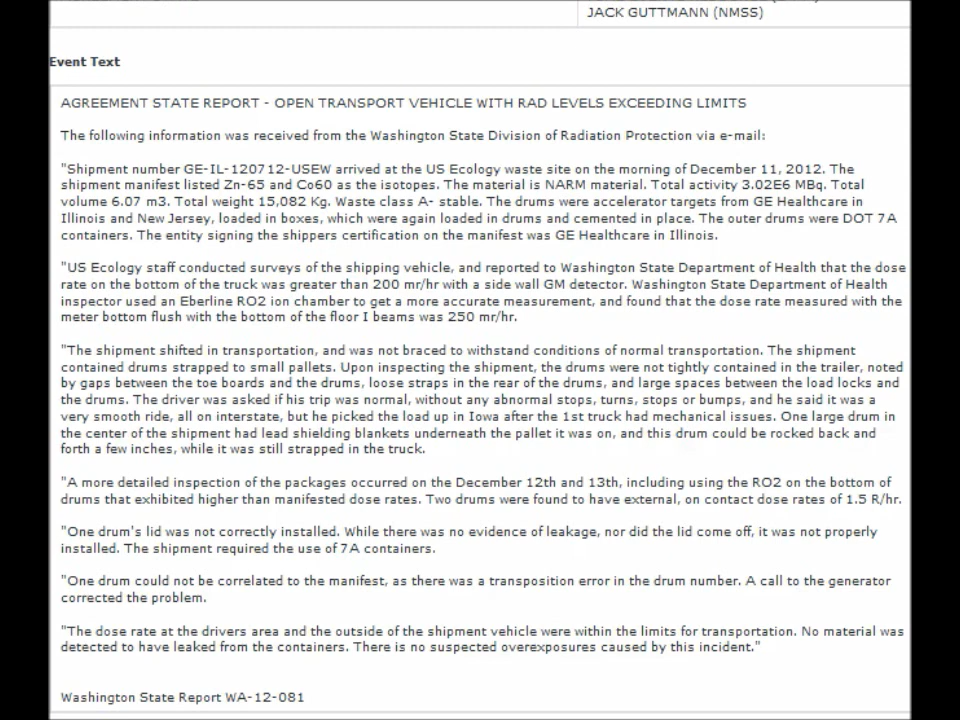 JACK GUTTMANN (NMSS)
Event Text
AGREEMENT STATE REPORT - OPEN TRANSPORT VEHICLE WITH RAD LEVELS EXCEEDING LIMITS
The following information was received from the Washington State Division of Radiation Protection via e-mail:
"Shipment number GE-IL-120712-USEW arrived at the US Ecology waste site on the morning of December 11, 2012. The
shipment manifest listed Zn-65 and Co60 as the isotopes. The material is NARM material. Total activity 3.02E6 MBq. Total
volume 6.07 m3. Total weight 15,082 Kg. Waste class A- stable. The drums were accelerator targets from GE Healthcare in
Illinois and New Jersey, loaded in boxes, which were again loaded in drums and cemented in place. The outer drums were DOT 7A
containers. The entity signing the shippers certification on the manifest was GE Healthcare in Illinois.
"US Ecology staff conducted surveys of the shipping vehicle, and reported to Washington State Department of Health that the dose
rate on the bottom of the truck was greater than 200 mr/hr with a side wall GM detector. Washington State Department of Health
inspector used an Eberline RO2 ion chamber to get a more accurate measurement, and found that the dose rate measured with the
meter bottom flush with the bottom of the floor I beams was 250 mr/hr.
"The shipment shifted in transportation, and was not braced to withstand conditions of normal transportation. The shipment
contained drums strapped to small pallets. Upon inspecting the shipment, the drums were not tightly contained in the trailer, noted
by gaps between the toe boards and the drums, loose straps in the rear of the drums, and large spaces between the load locks and
the drums. The driver was asked if his trip was normal, without any abnormal stops, turns, stops or bumps, and he said it was a
very smooth ride, all on interstate, but he picked the load up in Iowa after the 1st truck had mechanical issues. One large drum in
the center of the shipment had lead shielding blankets underneath the pallet it was on, and this drum could be rocked back and
forth a few inches, while it was still strapped in the truck.
"A more detailed inspection of the packages occurred on the December 12th and 13th, including using the RO2 on the bottom of
drums that exhibited higher than manifested dose rates. Two drums were found to have external, on contact dose rates of 1.5 R/hr.
"One drum's lid was not correctly installed. While there was no evidence of leakage, nor did the lid come off, it was not properly
installed. The shipment required the use of 7A containers.
"One drum could not be correlated to the manifest, as there was a transposition error in the drum number. A call to the generator
corrected the problem.
"The dose rate at the drivers area and the outside of the shipment vehicle were within the limits for transportation. No material was
detected to have leaked from the containers. There is no suspected overexposures caused by this incident."
Washington State Report WA-12-081